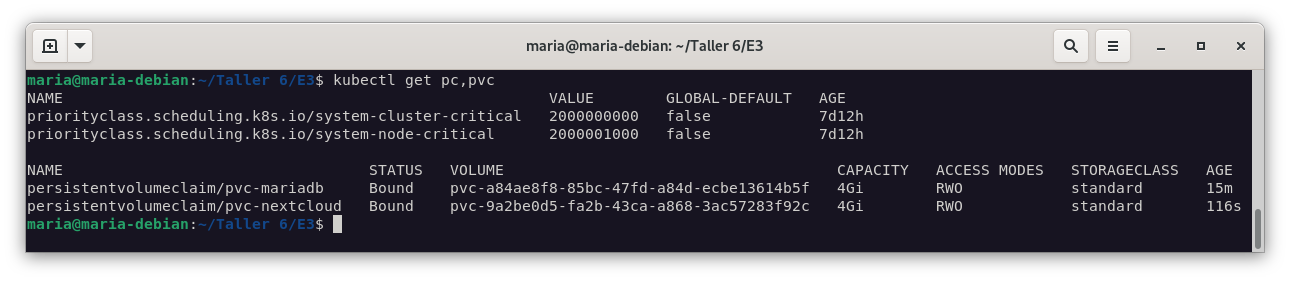 maria@maria-debian: ~/Taller 6/E3
maria@maria-debian:~/Taller 6/E3$ kubectl get pc,pvc
NAME VALUE GLOBAL-DEFAULT AGE
priorityclass.scheduling.k8s.io/system-cluster-critical 2000000000 false 7d12h
priorityclass.scheduling.k8s.io/system-node-critical 2000001000 false 7d12h
NAME STATUS VOLUME CAPACITY ACCESS MODES STORAGECLASS AGE
persistentvolumeclaim/pvc-mariadb Bound pvc-a84ae8f8-85bc-47fd-a84d-ecbe13614b5f 4Gi RWO standard 15m
persistentvolumeclaim/pvc-nextcloud Bound pvc-9a2be0d5-fa2b-43ca-a868-3ac57283f92c 4Gi RWO standard 116s
maria@maria-debian:~/Taller 6/E3$